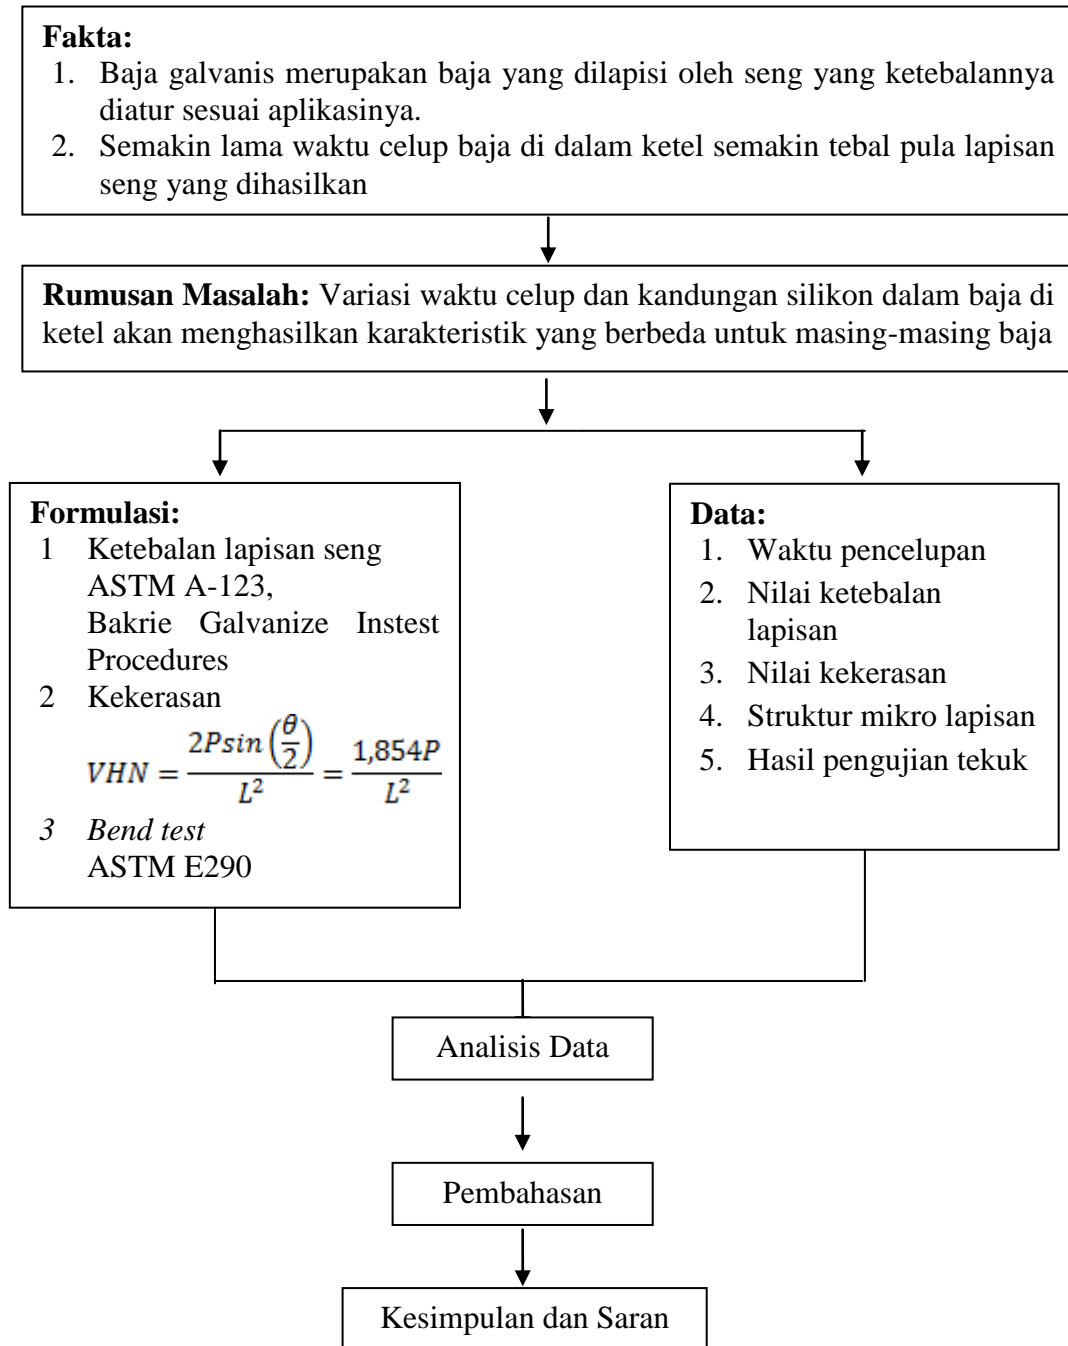 Fakta:
1. Baja galvanis merupakan baja yang dilapisi oleh seng yang ketebalannya
diatur sesuai aplikasinya.
2. Semakin lama waktu celup baja di dalam ketel semakin tebal pula lapisan
seng yang dihasilkan
Rumusan Masalah: Variasi waktu celup dan kandungan silikon dalam baja di
ketel akan menghasilkan karakteristik yang berbeda untuk masing-masing baja
Formulasi:
1 Ketebalan lapisan seng
ASTM A-123,
Bakrie Galvanize Instest
Procedures
2 Kekerasan
VHN = 2Psin(θ/2)/L² = 1,854P/L²
3 Bend test
ASTM E290
Data:
1. Waktu pencelupan
2. Nilai ketebalan
lapisan
3. Nilai kekerasan
4. Struktur mikro lapisan
5. Hasil pengujian tekuk
Analisis Data
Pembahasan
Kesimpulan dan Saran